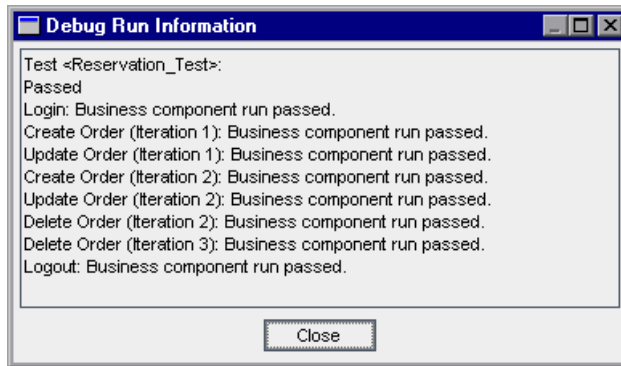 Debug Run Information
Test <Reservation_Test>:
Passed
Login: Business component run passed.
Create Order (Iteration 1): Business component run passed.
Update Order (Iteration 1): Business component run passed.
Create Order (Iteration 2): Business component run passed.
Update Order (Iteration 2): Business component run passed.
Delete Order (Iteration 2): Business component run passed.
Delete Order (Iteration 3): Business component run passed.
Logout: Business component run passed.
Close